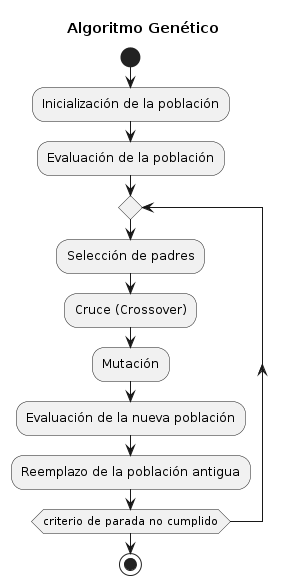 Algoritmo Genético
Inicialización de la población
Evaluación de la población
Selección de padres
Cruce (Crossover)
Mutación
Evaluación de la nueva población
Reemplazo de la población antigua
criterio de parada no cumplido